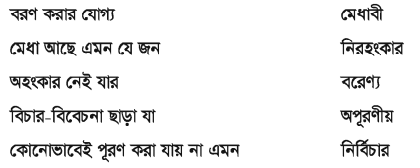 বরণ করার যোগ্য মেধাবী
মেধা আছে এমন যে জন নিরহংকার
অহংকার নেই যার বরেণ্য
বিচার-বিবেচনা ছাড়া যা অপূরণীয়
কোনোভাবেই পূরণ করা যায় না এমন নির্বিচার